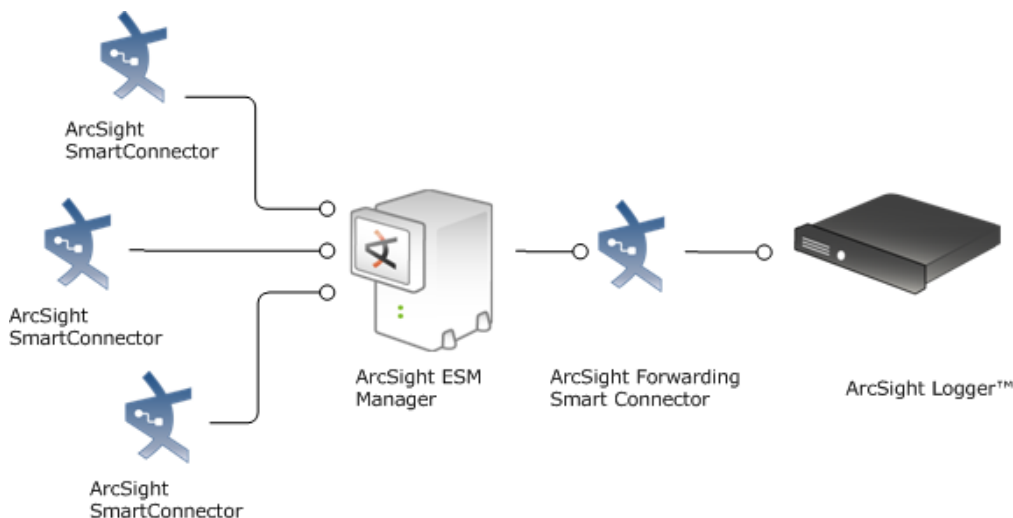 ArcSight
SmartConnector
ArcSight
SmartConnector
ArcSight
SmartConnector
ArcSight ESM
Manager
ArcSight Forwarding
Smart Connector
ArcSight Logger™